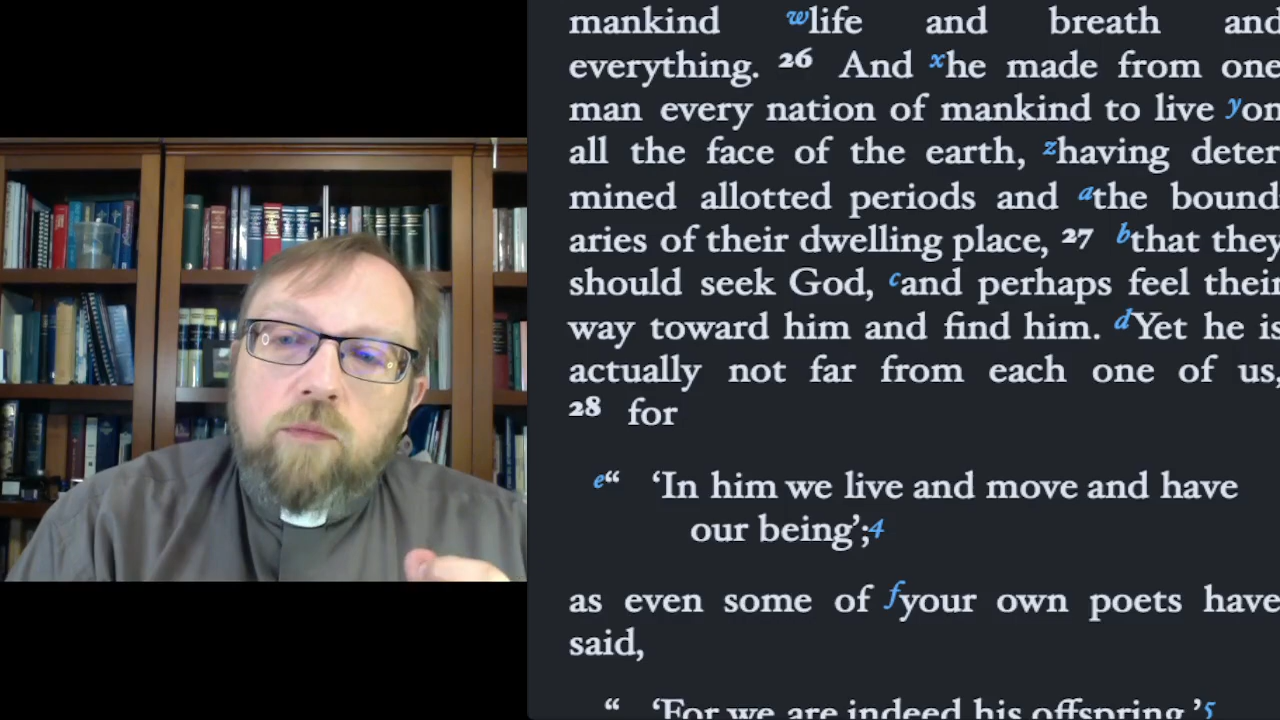 mankind wlife and breath and
everything. 26 And xhe made from one
man every nation of mankind to live yon
all the face of the earth, zhaving deter
mined allotted periods and athe bound
aries of their dwelling place, 27 bthat they
should seek God, cand perhaps feel their
way toward him and find him. dYet he is
actually not far from each one of us,
28 for
e“ ‘In him we live and move and have
our being’;4
as even some of fyour own poets have
said,
“ ‘For we are indeed his offspring.’5